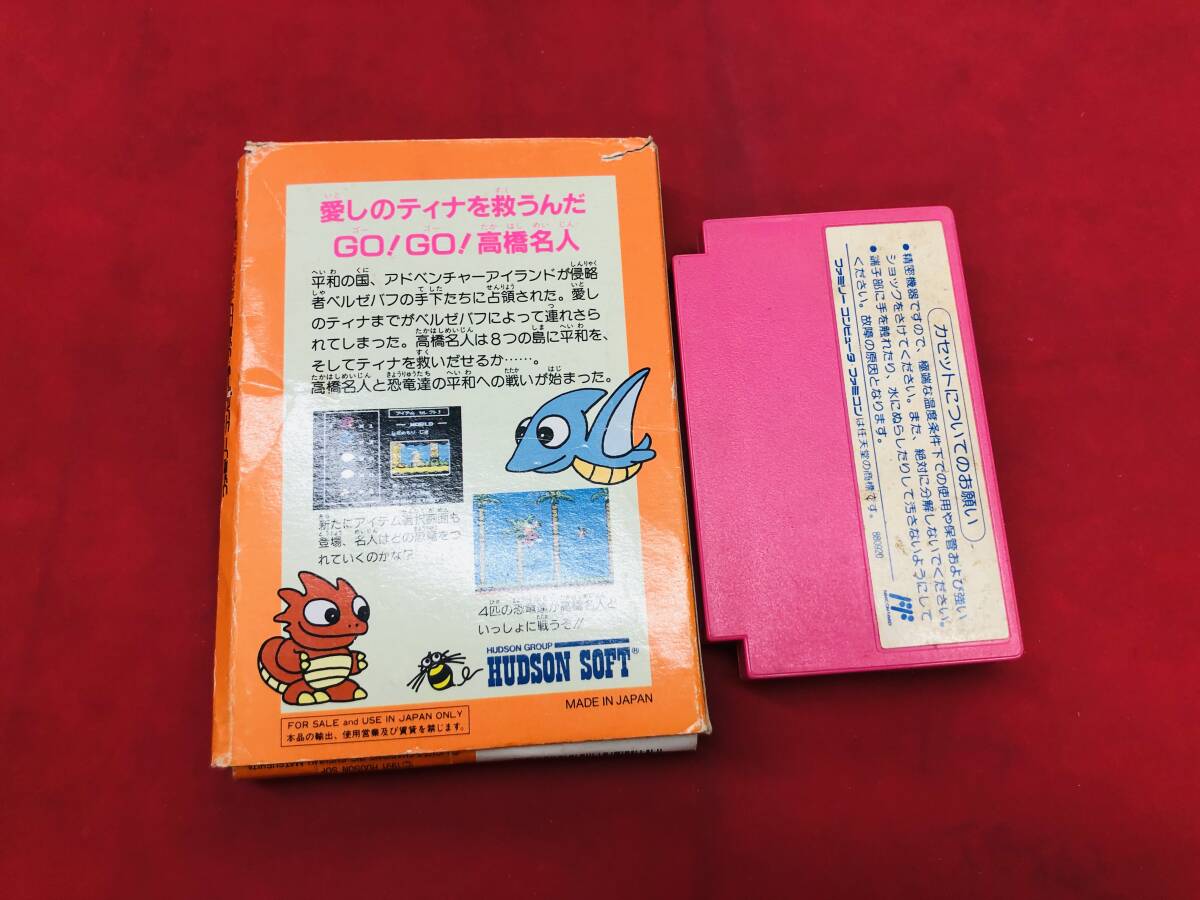 愛しのティナを救うんだ
GO!GO!高橋名人
平和の国、アドベンチャーアイランドが侵略
者ベルゼバフの手下たちに占領された。愛し
のティナまでがベルゼバフによって連れさら
れてしまった。高橋名人は8つの島に平和を、
そしてティナを救いだせるか……。
高橋名人と恐竜達の平和への戦いが始まった。
アイテム セレクト!
新たにアイテム選択画面も
登場、名人はどの恐竜をつ
れていくのかな?
4匹の恐竜達が高橋名人と
いっしょに戦うぞ!!
HUDSON GROUP
HUDSON SOFT®
MADE IN JAPAN
FOR SALE and USE IN JAPAN ONLY
本品の輸出、使用営業及び賃貸を禁じます。
カセットについてのお願い
●精密機器ですので、極端な温度条件下での使用や保管および強い
ショックをさけてください。また、絶対に分解しないでください。
●端子部に手を触れたり、水にぬらしたりして汚さないようにして
ください。故障の原因となります。
ファミリーコンピュータ・ファミコンは任天堂の商標です。